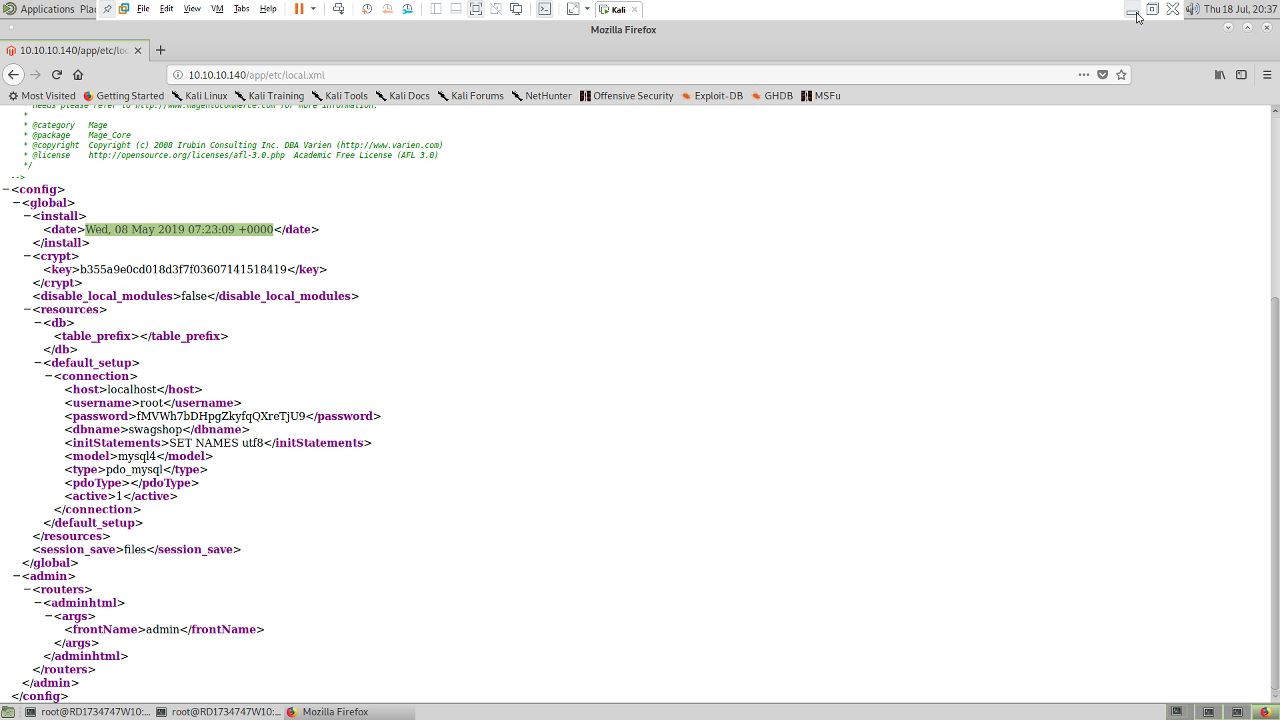 Applications Plac File Edit View VM Tabs Help Kali Thu 18 Jul, 20:37
Mozilla Firefox
10.10.10.140/app/etc/loc
10.10.10.140/app/etc/local.xml
Most Visited Getting Started Kali Linux Kali Training Kali Tools Kali Docs Kali Forums NetHunter Offensive Security Exploit-DB GHDB MSFu
* needs please refer to http://www.magentocommerce.com for more information.
*
* @category Mage
* @package Mage_Core
* @copyright Copyright (c) 2008 Irubin Consulting Inc. DBA Varien (http://www.varien.com)
* @license http://opensource.org/licenses/afl-3.0.php Academic Free License (AFL 3.0)
*/
-->
−<config>
−<global>
−<install>
<date>Wed, 08 May 2019 07:23:09 +0000</date>
</install>
−<crypt>
<key>b355a9e0cd018d3f7f03607141518419</key>
</crypt>
<disable_local_modules>false</disable_local_modules>
−<resources>
−<db>
<table_prefix></table_prefix>
</db>
−<default_setup>
−<connection>
<host>localhost</host>
<username>root</username>
<password>fMVWh7bDHpgZkyfqQXreTjU9</password>
<dbname>swagshop</dbname>
<initStatements>SET NAMES utf8</initStatements>
<model>mysql4</model>
<type>pdo_mysql</type>
<pdoType></pdoType>
<active>1</active>
</connection>
</default_setup>
</resources>
<session_save>files</session_save>
</global>
−<admin>
−<routers>
−<adminhtml>
−<args>
<frontName>admin</frontName>
</args>
</adminhtml>
</routers>
</admin>
</config>
root@RD1734747W10:... root@RD1734747W10:... Mozilla Firefox